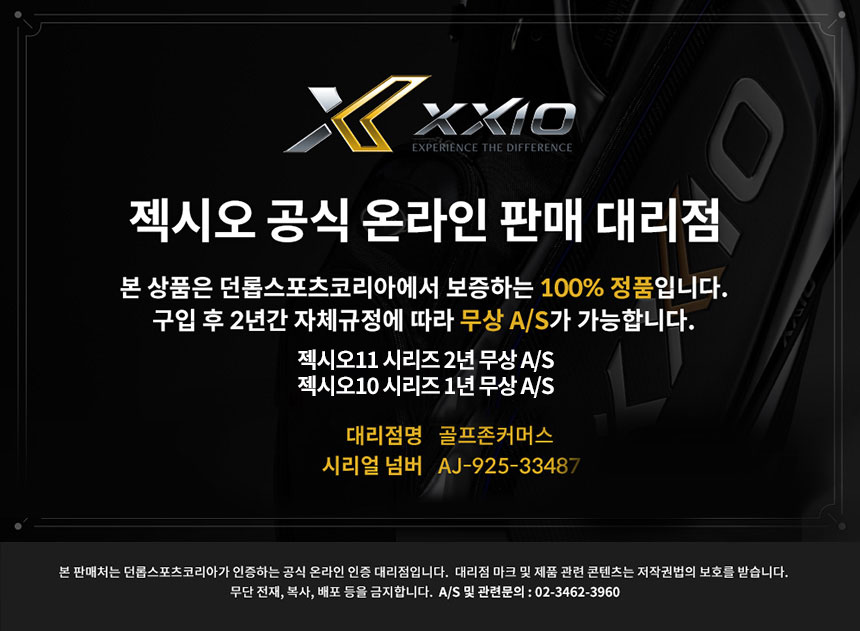 XXIO
EXPERIENCE THE DIFFERENCE
젝시오 공식 온라인 판매 대리점
본 상품은 던롭스포츠코리아에서 보증하는 100% 정품입니다.
구입 후 2년간 자체규정에 따라 무상 A/S가 가능합니다.
젝시오11 시리즈 2년 무상 A/S
젝시오10 시리즈 1년 무상 A/S
대리점명 골프존커머스
시리얼 넘버 AJ-925-33487
본 판매처는 던롭스포츠코리아가 인증하는 공식 온라인 인증 대리점입니다. 대리점 마크 및 제품 관련 콘텐츠는 저작권법의 보호를 받습니다.
무단 전재, 복사, 배포 등을 금지합니다. A/S 및 관련문의 : 02-3462-3960
XXIO